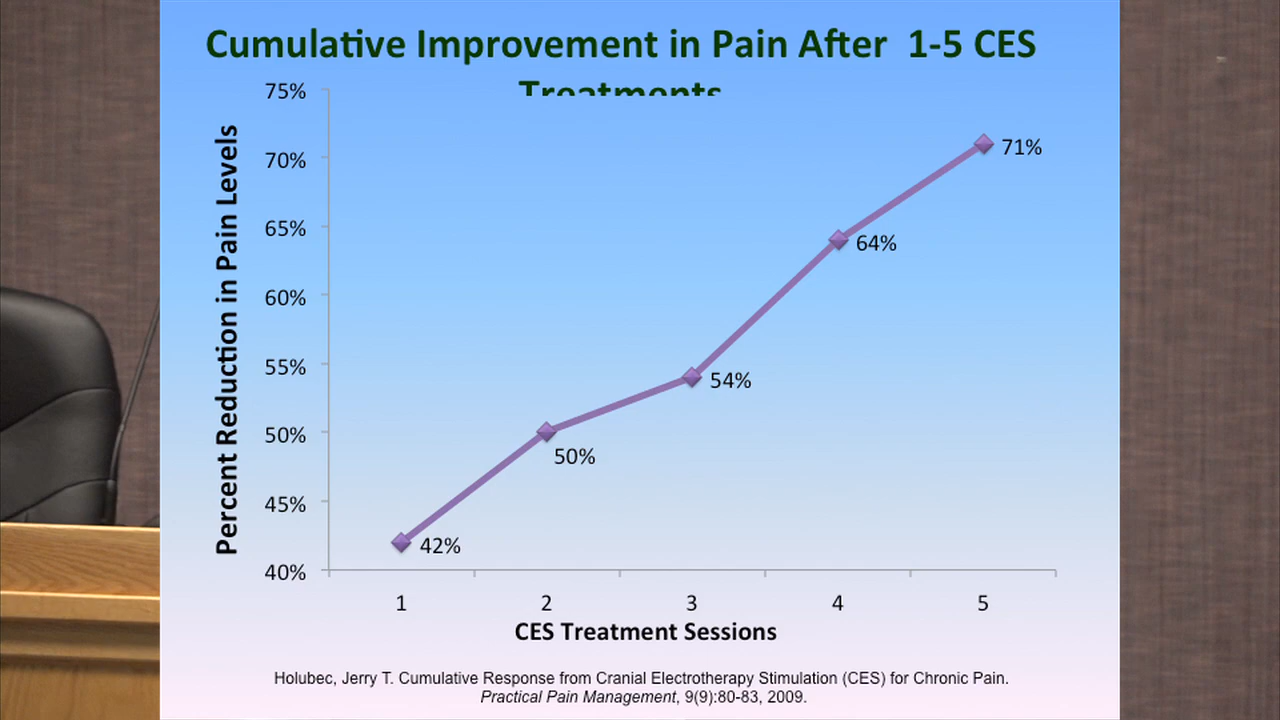 Cumulative Improvement in Pain After 1-5 CES
Treatments
75%
70%
65%
60%
55%
50%
45%
40%
Percent Reduction in Pain Levels
42%
50%
54%
64%
71%
1 2 3 4 5
CES Treatment Sessions
Holubec, Jerry T. Cumulative Response from Cranial Electrotherapy Stimulation (CES) for Chronic Pain.
Practical Pain Management, 9(9):80-83, 2009.